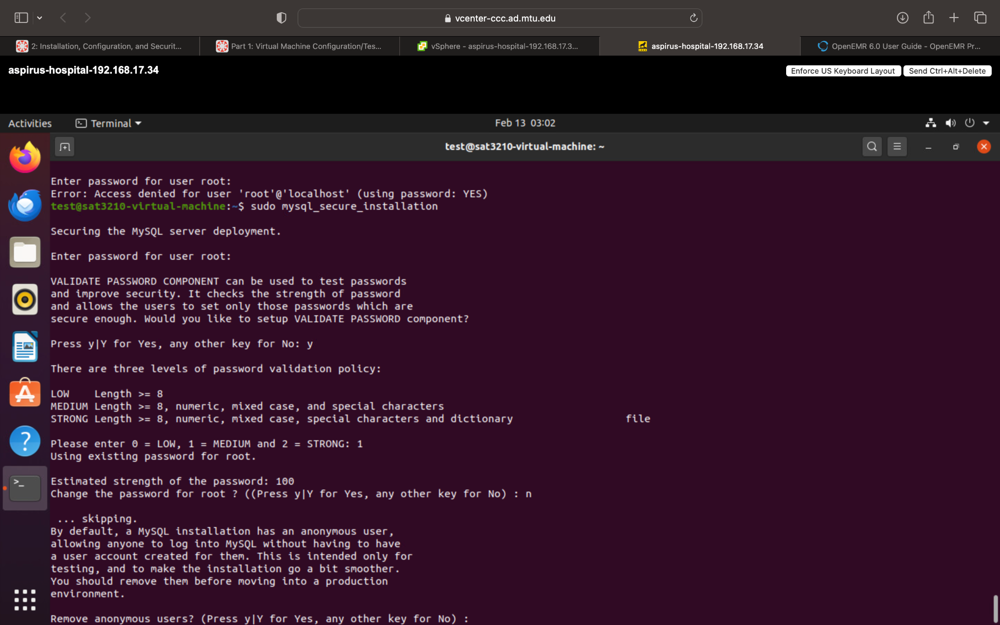 vcenter-ccc.ad.mtu.edu
2: Installation, Configuration, and Securit...
Part 1: Virtual Machine Configuration/Tes...
vSphere - aspirus-hospital-192.168.17.3...
aspirus-hospital-192.168.17.34
OpenEMR 6.0 User Guide - OpenEMR Pr...
aspirus-hospital-192.168.17.34
Enforce US Keyboard Layout
Send Ctrl+Alt+Delete
Activities
Terminal
Feb 13 03:02
test@sat3210-virtual-machine: ~
Enter password for user root:
Error: Access denied for user 'root'@'localhost' (using password: YES)
test@sat3210-virtual-machine:~$ sudo mysql_secure_installation
Securing the MySQL server deployment.
Enter password for user root:
VALIDATE PASSWORD COMPONENT can be used to test passwords
and improve security. It checks the strength of password
and allows the users to set only those passwords which are
secure enough. Would you like to setup VALIDATE PASSWORD component?
Press y|Y for Yes, any other key for No: y
There are three levels of password validation policy:
LOW    Length >= 8
MEDIUM Length >= 8, numeric, mixed case, and special characters
STRONG Length >= 8, numeric, mixed case, special characters and dictionary                  file
Please enter 0 = LOW, 1 = MEDIUM and 2 = STRONG: 1
Using existing password for root.
Estimated strength of the password: 100
Change the password for root ? ((Press y|Y for Yes, any other key for No) : n
 ... skipping.
By default, a MySQL installation has an anonymous user,
allowing anyone to log into MySQL without having to have
a user account created for them. This is intended only for
testing, and to make the installation go a bit smoother.
You should remove them before moving into a production
environment.
Remove anonymous users? (Press y|Y for Yes, any other key for No) :